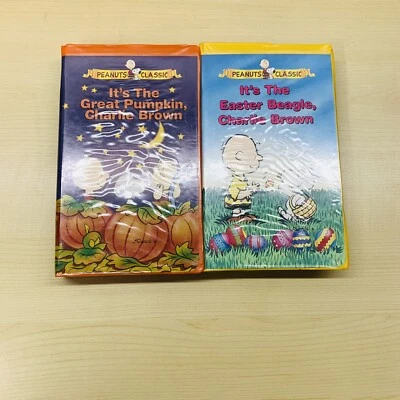 PEANUTS CLASSIC
It's The
Great Pumpkin,
Charlie Brown
PEANUTS CLASSIC
It's The
Easter Beagle,
Charlie Brown